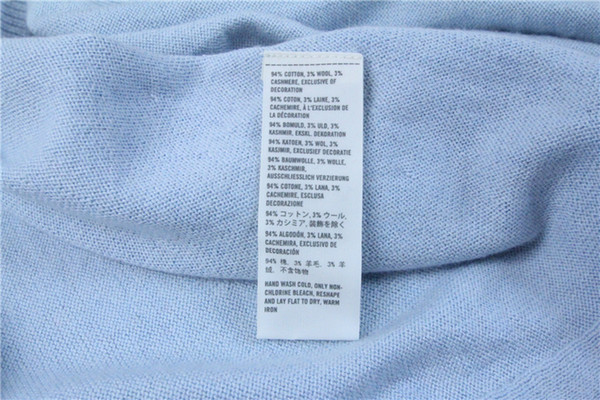 94% COTTON, 3% WOOL, 3%
CASHMERE, EXCLUSIVE OF
DECORATION
94% COTON, 3% LAINE, 3%
CACHEMIRE, À L'EXCLUSION DE
LA DÉCORATION
94% BOMULD, 3% ULD, 3%
KASHMIR, EKSKL. DEKORATION
94% KATOEN, 3% WOL, 3%
KASJMIR, EXCLUSIEF DECORATIE
94% BAUMWOLLE, 3% WOLLE,
3% KASCHMIR,
AUSSCHLIESSLICH VERZIERUNG
94% COTONE, 3% LANA, 3%
CACHEMIRE, ESCLUSA
DECORAZIONE
94% コットン, 3% ウール,
3% カシミア, 装飾を除く
94% ALGODÓN, 3% LANA, 3%
CACHEMIRA, EXCLUSIVO DE
DECORACIÓN
94% 棉, 3% 羊毛, 3% 羊
绒, 不含饰物
HAND WASH COLD, ONLY NON-
CHLORINE BLEACH, RESHAPE
AND LAY FLAT TO DRY, WARM
IRON